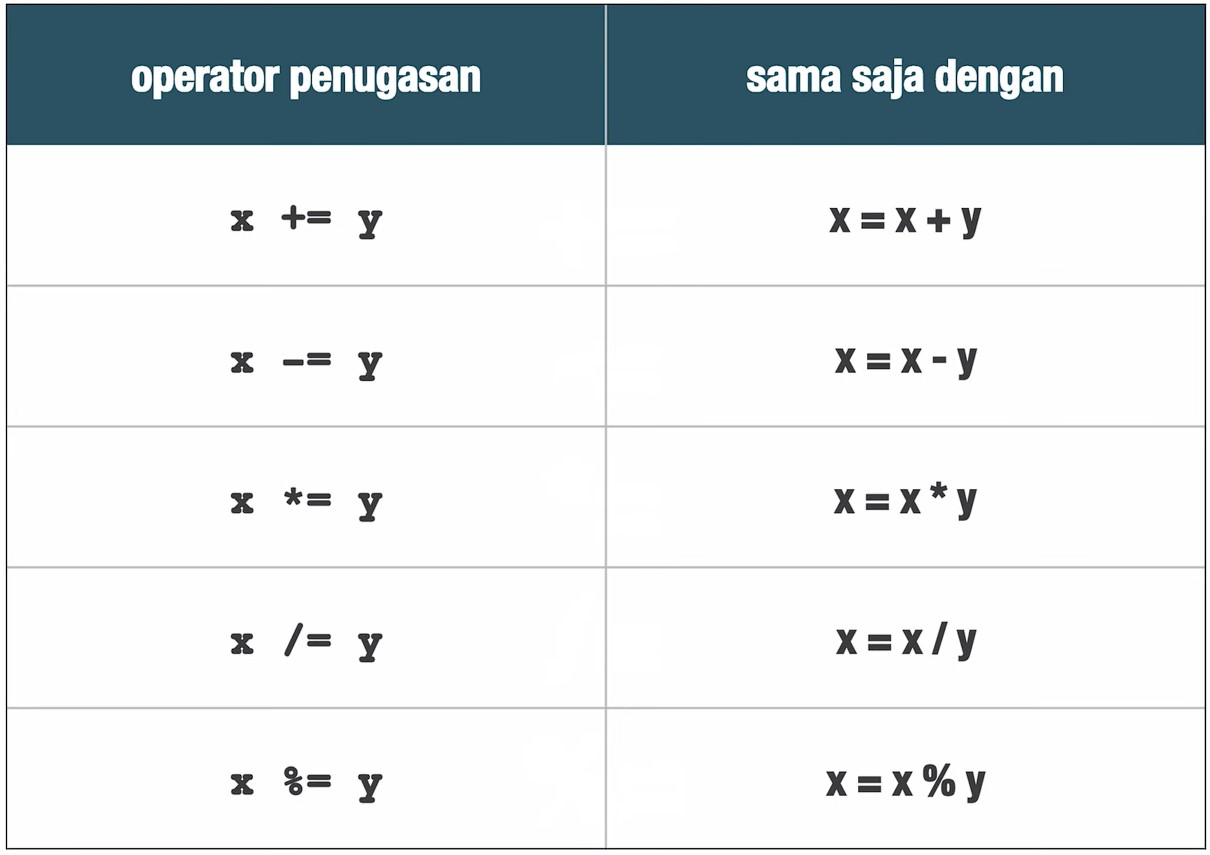 operator penugasan sama saja dengan
x += y x = x + y
x -= y x = x - y
x *= y x = x * y
x /= y x = x / y
x %= y x = x % y